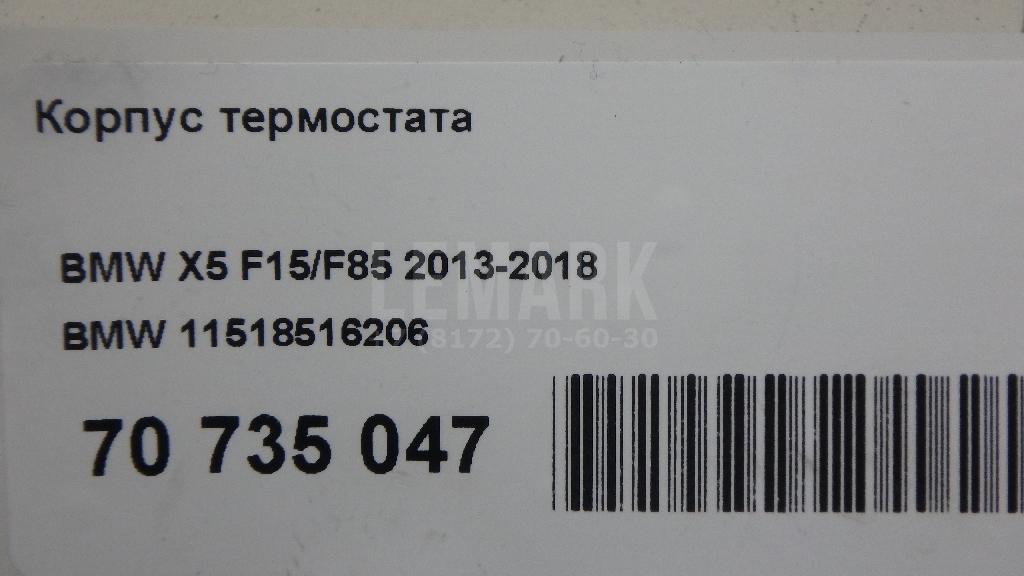 Корпус термостата
BMW X5 F15/F85 2013-2018
LEMARK
BMW 11518516206
(8172) 70-60-30
70 735 047